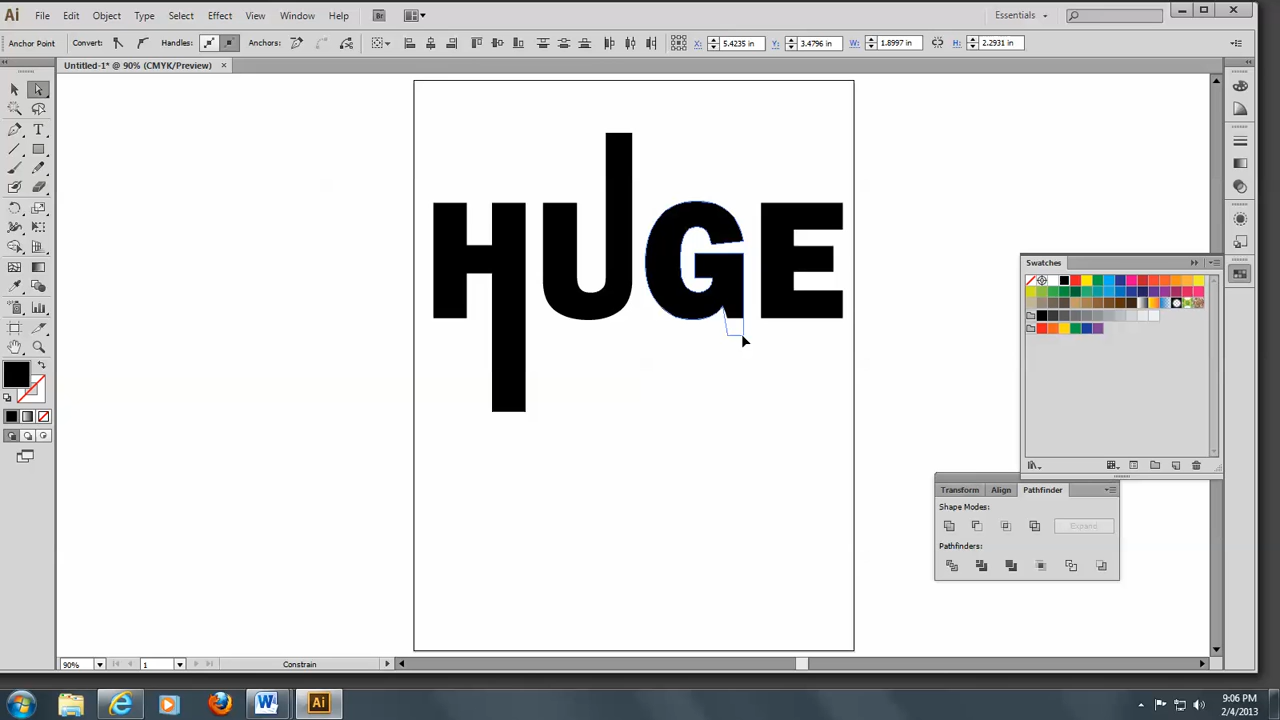 Ai File Edit Object Type Select Effect View Window Help Br Essentials
Anchor Point Convert: Handles: Anchors: X: 5.4235 in Y: 3.4796 in W: 1.8997 in H: 2.2931 in
Untitled-1* @ 90% (CMYK/Preview) ×
HUGE
Swatches
Transform Align Pathfinder
Shape Modes:
Expand
Pathfinders:
90% 1 Constrain
W Ai 9:06 PM
2/4/2013